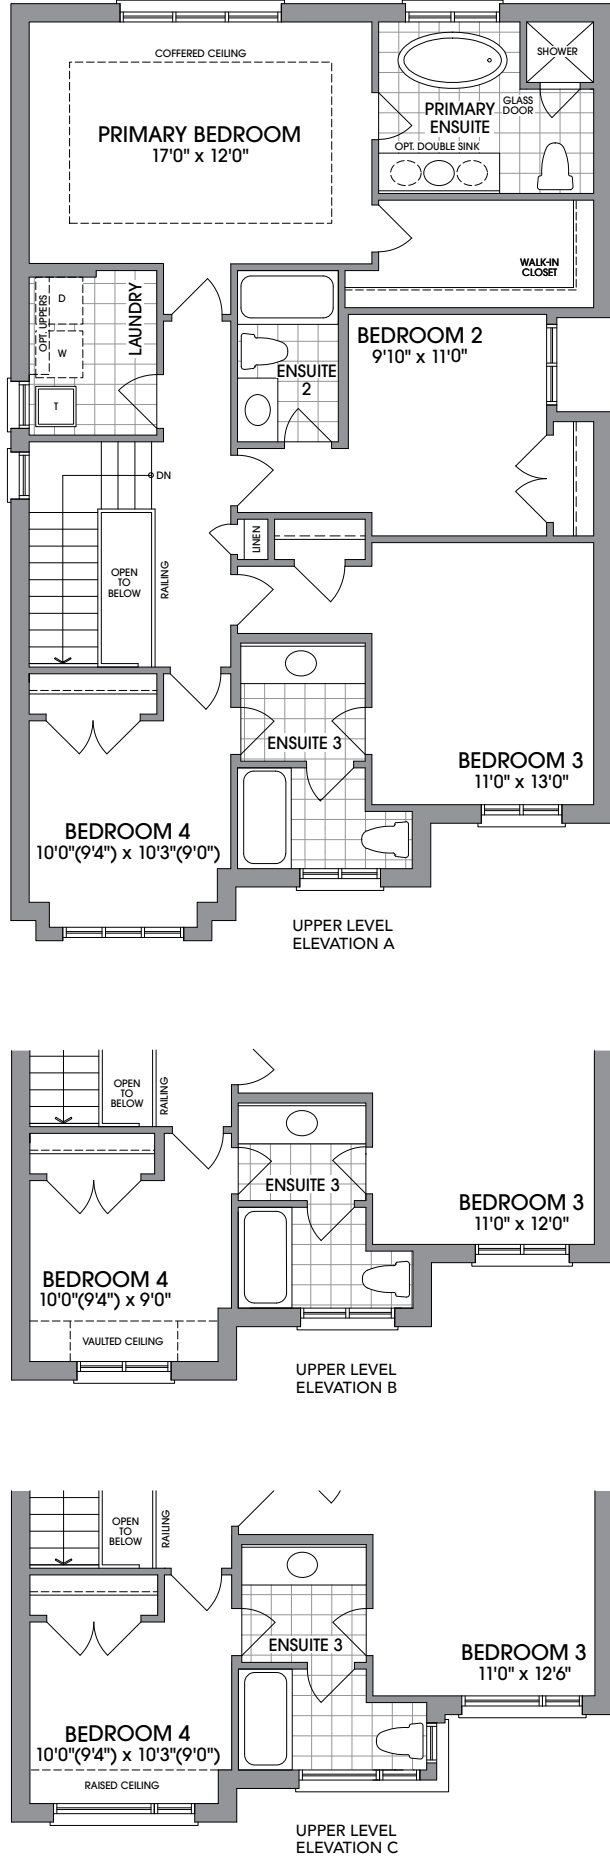 COFFERED CEILING
PRIMARY BEDROOM
17'0" x 12'0"
SHOWER
GLASS
DOOR
PRIMARY
ENSUITE
OPT. DOUBLE SINK
WALK-IN
CLOSET
OPT. UPPERS
D
W
T
LAUNDRY
ENSUITE
2
BEDROOM 2
9'10" x 11'0"
DN
LINEN
OPEN
TO
BELOW
RAILING
ENSUITE 3
BEDROOM 3
11'0" x 13'0"
BEDROOM 4
10'0"(9'4") x 10'3"(9'0")
UPPER LEVEL
ELEVATION A
OPEN
TO
BELOW
RAILING
ENSUITE 3
BEDROOM 3
11'0" x 12'0"
BEDROOM 4
10'0"(9'4") x 9'0"
VAULTED CEILING
UPPER LEVEL
ELEVATION B
OPEN
TO
BELOW
RAILING
ENSUITE 3
BEDROOM 3
11'0" x 12'6"
BEDROOM 4
10'0"(9'4") x 10'3"(9'0")
RAISED CEILING
UPPER LEVEL
ELEVATION C